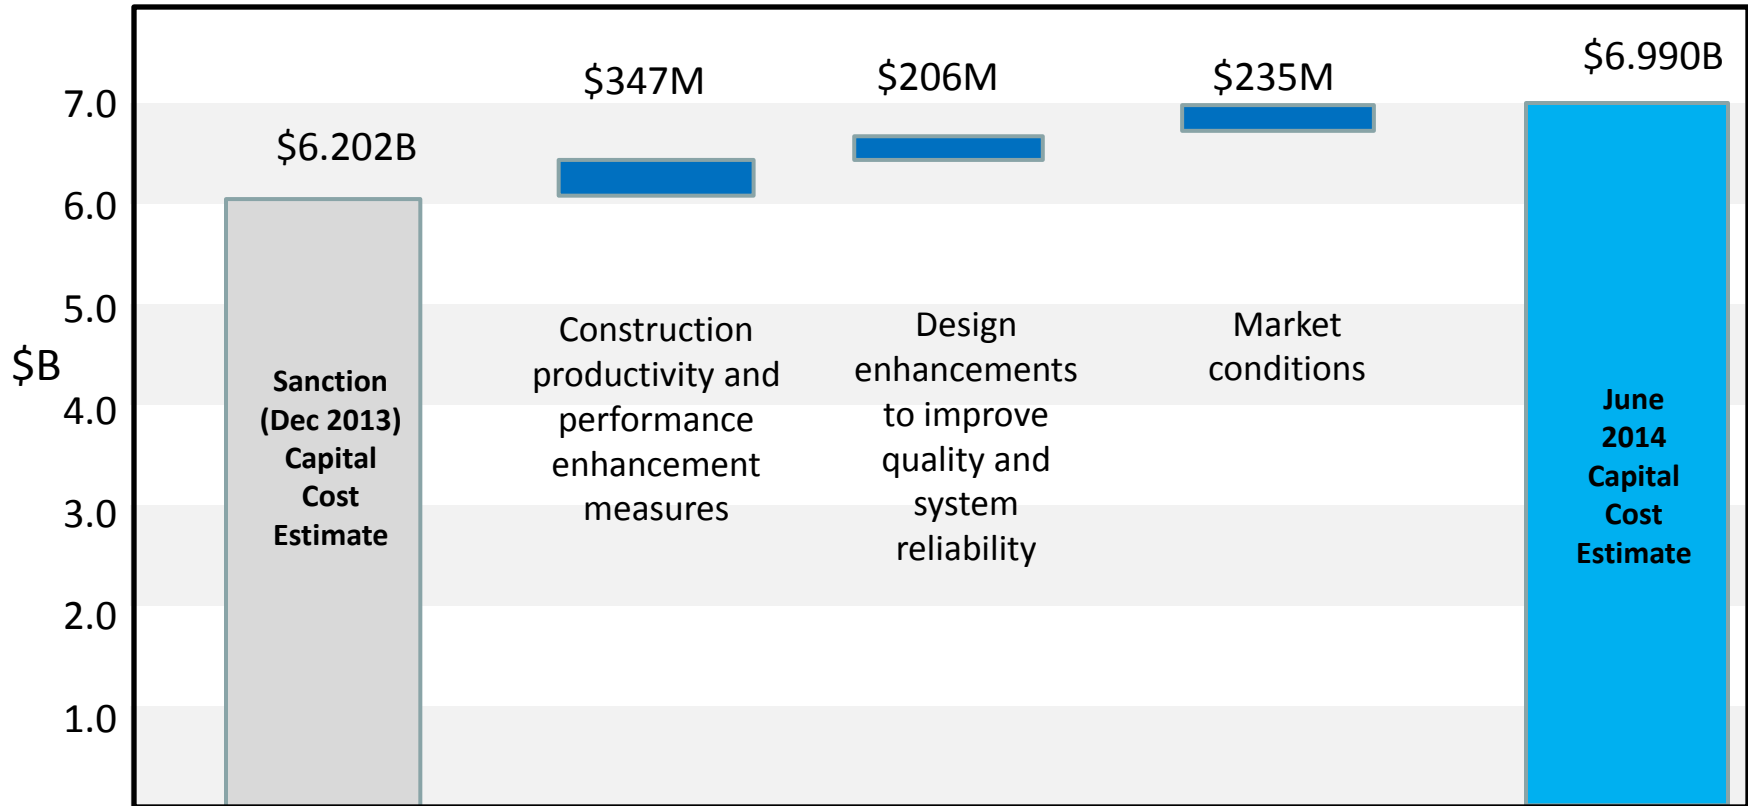 $6.990B
$347M
$206M
$235M
$6.202B
7.0
6.0
5.0
4.0
3.0
2.0
1.0
$B
Sanction
(Dec 2013)
Capital
Cost
Estimate
Construction
productivity and
performance
enhancement
measures
Design
enhancements
to improve
quality and
system
reliability
Market
conditions
June
2014
Capital
Cost
Estimate